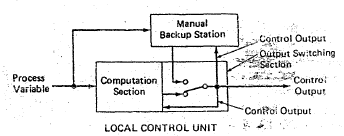 Manual
Backup Station
Control Output
Output Switching
Section
Process
Variable
Computation
Section
Control
Output
Control Output
LOCAL CONTROL UNIT